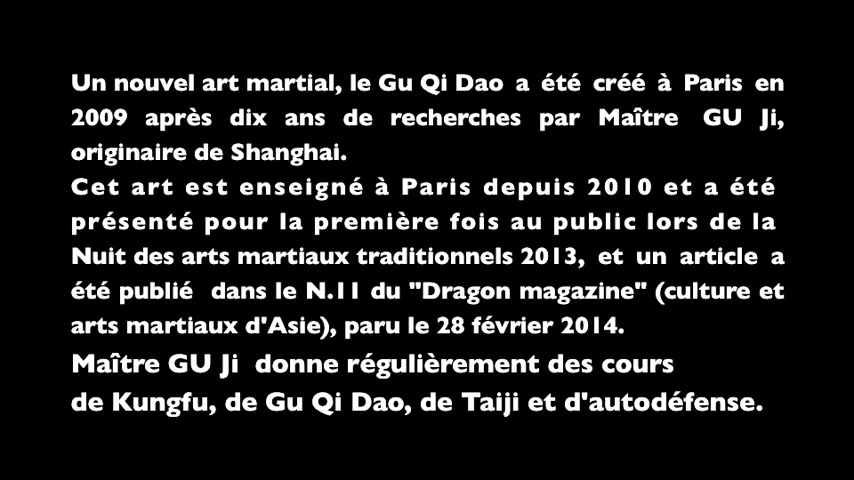 Un nouvel art martial, le Gu Qi Dao a été créé à Paris en
2009 après dix ans de recherches par Maître GU Ji,
originaire de Shanghai.
Cet art est enseigné à Paris depuis 2010 et a été
présenté pour la première fois au public lors de la
Nuit des arts martiaux traditionnels 2013, et un article a
été publié dans le N.11 du "Dragon magazine" (culture et
arts martiaux d'Asie), paru le 28 février 2014.
Maître GU Ji donne régulièrement des cours
de Kungfu, de Gu Qi Dao, de Taiji et d'autodéfense.